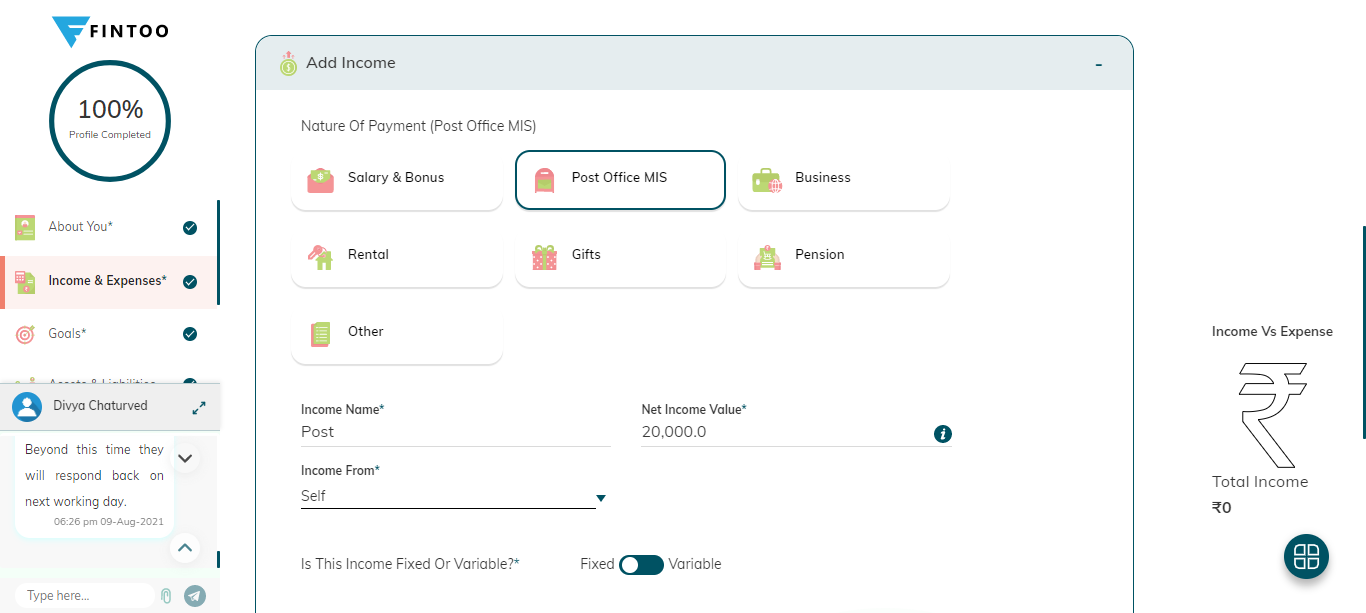 FINTOO
100%
Profile Completed
About You*
Income & Expenses*
Goals*
Assets & Liabilities
Divya Chaturved
Beyond this time they
will respond back on
next working day.
06:26 pm 09-Aug-2021
Type here...
Add Income
-
Nature Of Payment (Post Office MIS)
Salary & Bonus
Post Office MIS
Business
Rental
Gifts
Pension
Other
Income Name*
Post
Net Income Value*
20,000.0
Income From*
Self
Is This Income Fixed Or Variable?*
Fixed
Variable
Income Vs Expense
₹
Total Income
₹0